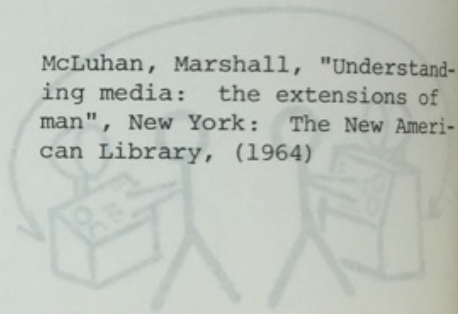 McLuhan, Marshall, "Understand-
ing media:  the extensions of
man", New York:  The New Ameri-
can Library, (1964)